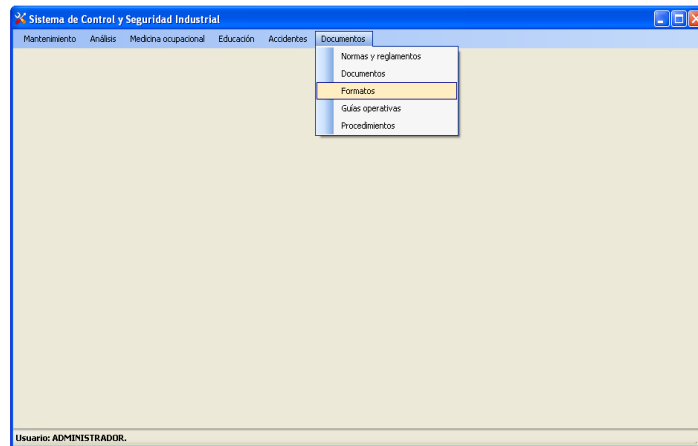 Sistema de Control y Seguridad Industrial
Mantenimiento Análisis Medicina ocupacional Educación Accidentes Documentos
Normas y reglamentos
Documentos
Formatos
Guías operativas
Procedimientos
Usuario: ADMINISTRADOR.